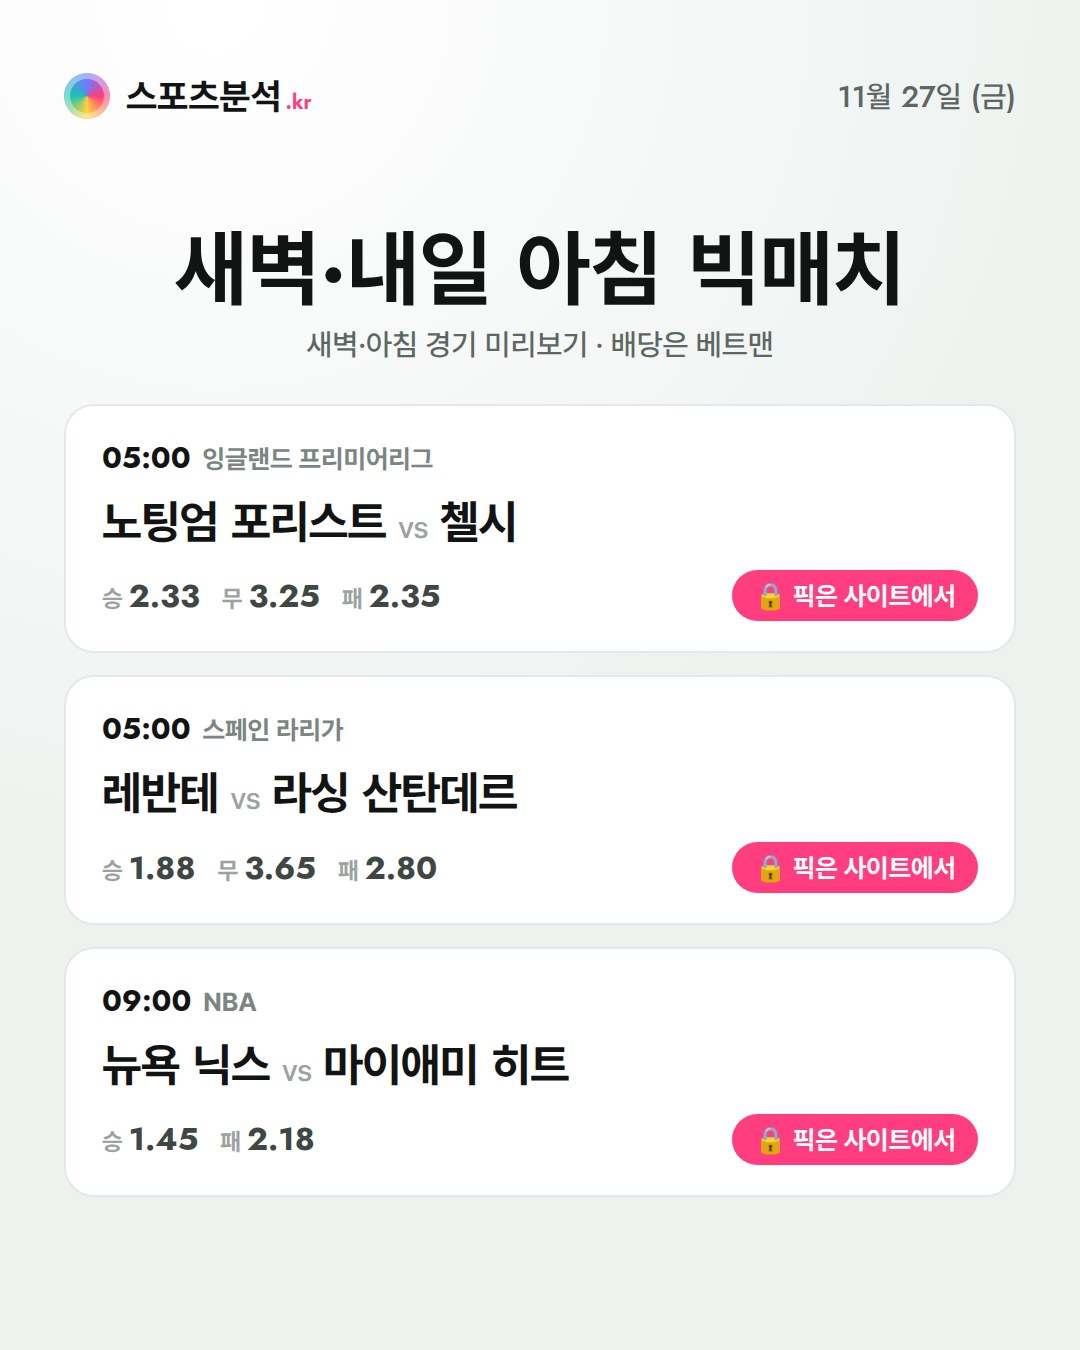 스포츠분석.kr
11월 27일 (금)
새벽·내일 아침 빅매치
새벽·아침 경기 미리보기 · 배당은 베트맨
05:00 잉글랜드 프리미어리그
노팅엄 포리스트 vs 첼시
승 2.33 무 3.25 패 2.35
🔒 픽은 사이트에서
05:00 스페인 라리가
레반테 vs 라싱 산탄데르
승 1.88 무 3.65 패 2.80
🔒 픽은 사이트에서
09:00 NBA
뉴욕 닉스 vs 마이애미 히트
승 1.45 패 2.18
🔒 픽은 사이트에서